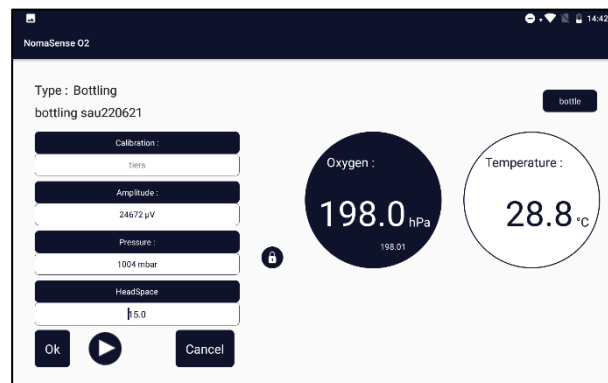 14:42
NomaSense O2
Type : Bottling
bottling sau220621
bottle
Calibration :
tiers
Amplitude :
24672 µV
Pressure :
1004 mbar
HeadSpace
15.0
Ok
Cancel
Oxygen :
198.0 hPa
198.01
Temperature :
28.8 °C